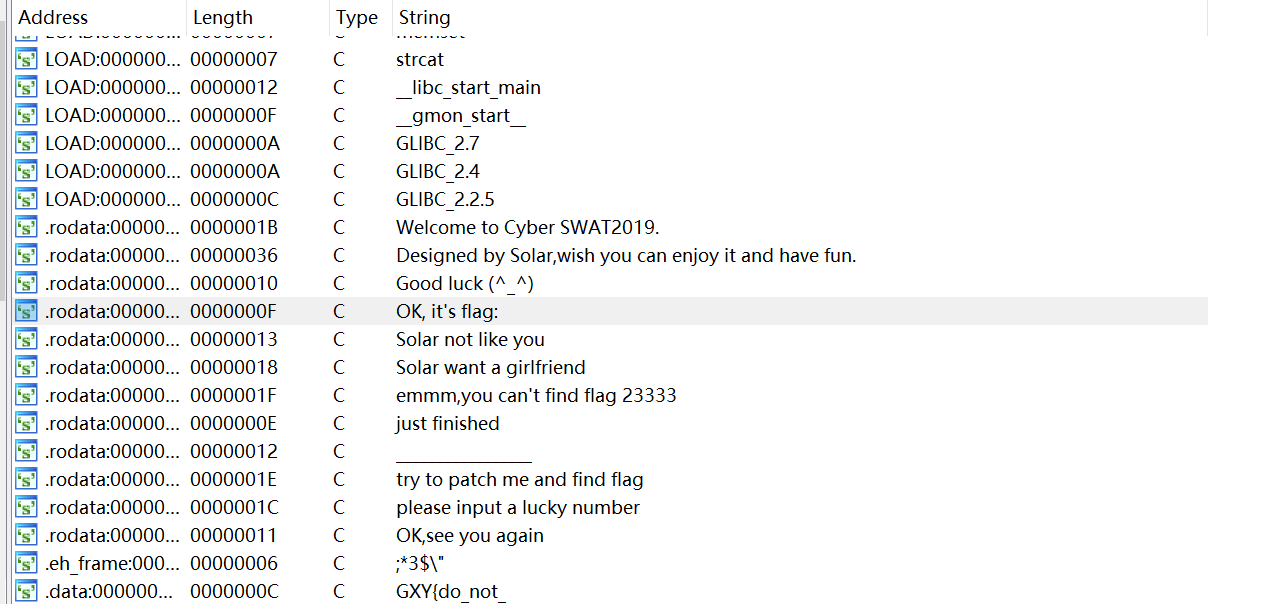 Address Length Type String
LOAD:000000... 00000007 C strcat
LOAD:000000... 00000012 C __libc_start_main
LOAD:000000... 0000000F C __gmon_start__
LOAD:000000... 0000000A C GLIBC_2.7
LOAD:000000... 0000000A C GLIBC_2.4
LOAD:000000... 0000000C C GLIBC_2.2.5
.rodata:00000... 0000001B C Welcome to Cyber SWAT2019.
.rodata:00000... 00000036 C Designed by Solar,wish you can enjoy it and have fun.
.rodata:00000... 00000010 C Good luck (^_^)
.rodata:00000... 0000000F C OK, it's flag:
.rodata:00000... 00000013 C Solar not like you
.rodata:00000... 00000018 C Solar want a girlfriend
.rodata:00000... 0000001F C emmm,you can't find flag 23333
.rodata:00000... 0000000E C just finished
.rodata:00000... 00000012 C _________________
.rodata:00000... 0000001E C try to patch me and find flag
.rodata:00000... 0000001C C please input a lucky number
.rodata:00000... 00000011 C OK,see you again
.eh_frame:000... 00000006 C ;*3$\"
.data:000000... 0000000C C GXY{do_not_